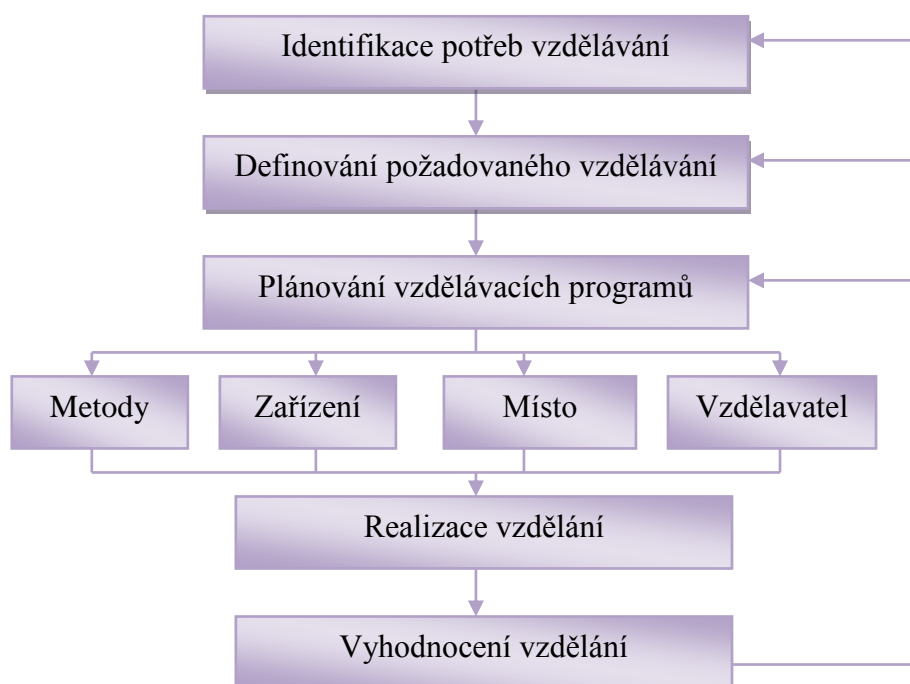 Identifikace potřeb vzdělávání
Definování požadovaného vzdělávání
Plánování vzdělávacích programů
Metody
Zařízení
Místo
Vzdělavatel
Realizace vzdělání
Vyhodnocení vzdělání